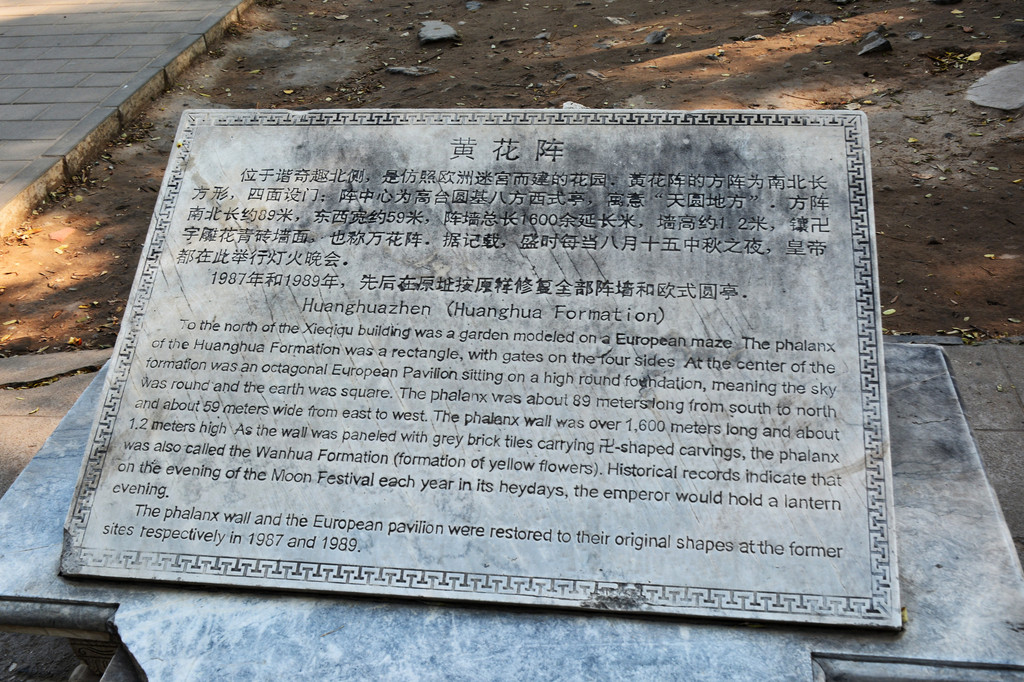 黄花阵
位于谐奇趣北侧，是仿照欧洲迷宫而建的花园。黄花阵的方阵为南北长
方形，四面设门；阵中心为高台圆基八方西式亭，寓意“天圆地方”。方阵
南北长约89米，东西宽约59米，阵墙总长1600余延长米，墙高约1.2米，镶卍
字雕花青砖墙面，也称万花阵。据记载，盛时每当八月十五中秋之夜，皇帝
都在此举行灯火晚会。
1987年和1989年，先后在原址按原样修复全部阵墙和欧式圆亭。
Huanghuazhen (Huanghua Formation)
To the north of the Xieqiqu building was a garden modeled on a European maze. The phalanx
of the Huanghua Formation was a rectangle, with gates on the four sides. At the center of the
formation was an octagonal European Pavilion sitting on a high round foundation, meaning the sky
was round and the earth was square. The phalanx was about 89 meters long from south to north
and about 59 meters wide from east to west. The phalanx wall was over 1,600 meters long and about
1.2 meters high. As the wall was paneled with grey brick tiles carrying 卍-shaped carvings, the phalanx
was also called the Wanhua Formation (formation of yellow flowers). Historical records indicate that
on the evening of the Moon Festival each year in its heydays, the emperor would hold a lantern
evening.
The phalanx wall and the European pavilion were restored to their original shapes at the former
sites respectively in 1987 and 1989.